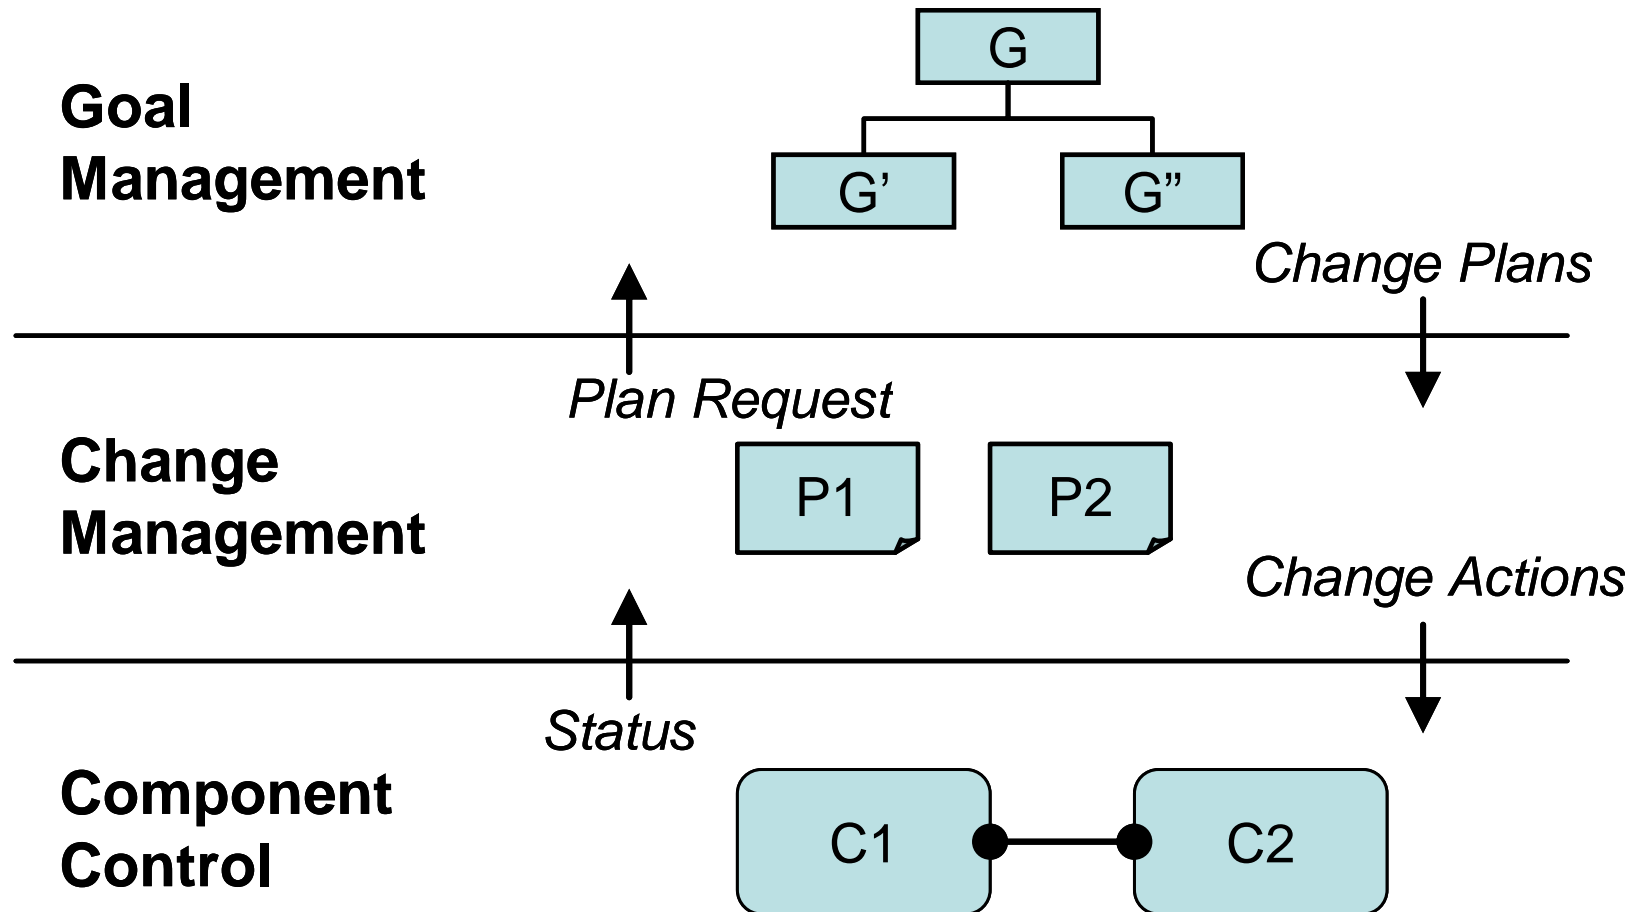 G
Goal
Management
G’
G”
Change Plans
Plan Request
Change
Management
P1
P2
Change Actions
Status
Component
Control
C1
C2